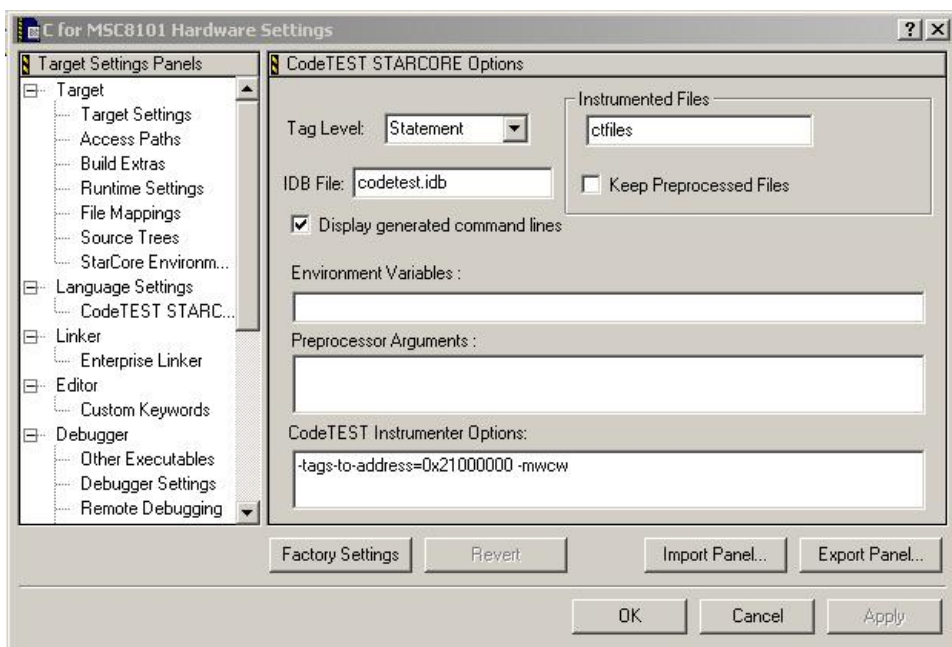 C for MSC8101 Hardware Settings
Target Settings Panels
Target
Target Settings
Access Paths
Build Extras
Runtime Settings
File Mappings
Source Trees
StarCore Environm...
Language Settings
CodeTEST STARC...
Linker
Enterprise Linker
Editor
Custom Keywords
Debugger
Other Executables
Debugger Settings
Remote Debugging
CodeTEST STARCORE Options
Tag Level: Statement
Instrumented Files
ctfiles
IDB File: codetest.idb
Keep Preprocessed Files
Display generated command lines
Environment Variables :
Preprocessor Arguments :
CodeTEST Instrumenter Options:
-tags-to-address=0x21000000 -mwcw
Factory Settings
Revert
Import Panel...
Export Panel...
OK
Cancel
Apply